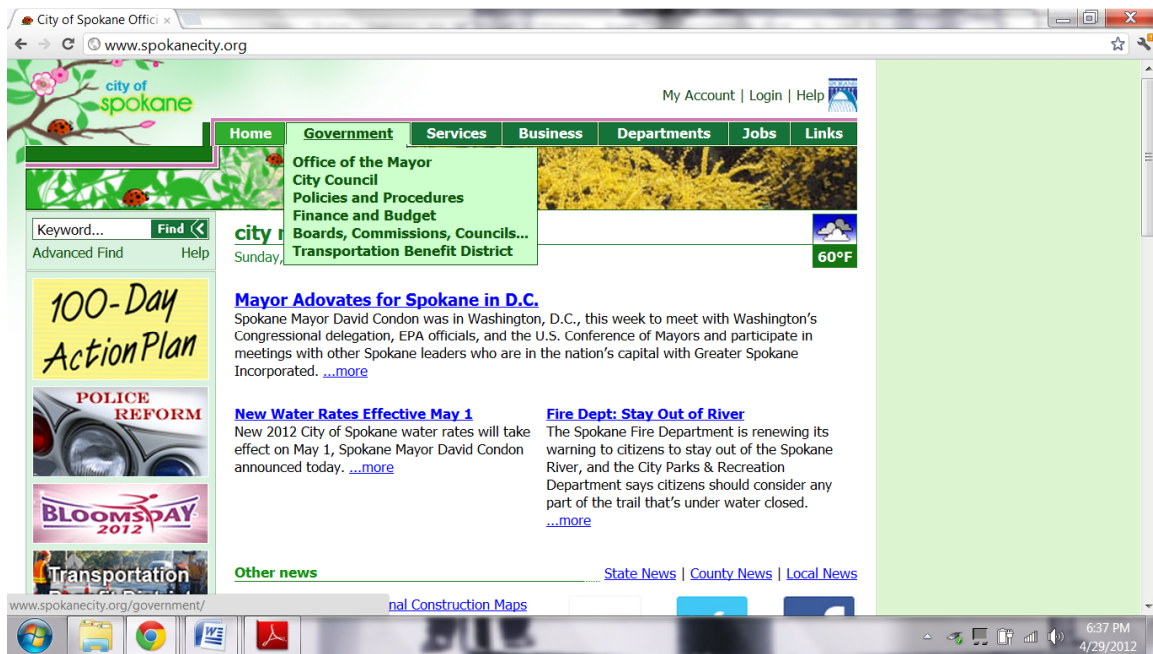 City of Spokane Offici
www.spokanecity.org
city of
spokane
My Account | Login | Help
Home Government Services Business Departments Jobs Links
Office of the Mayor
City Council
Policies and Procedures
Finance and Budget
Boards, Commissions, Councils...
Transportation Benefit District
Keyword... Find
Advanced Find Help
city
Sunday,
60°F
100-Day
Action Plan
POLICE
REFORM
BLOOMSDAY
2012
Transportation
Mayor Adovates for Spokane in D.C.
Spokane Mayor David Condon was in Washington, D.C., this week to meet with Washington's
Congressional delegation, EPA officials, and the U.S. Conference of Mayors and participate in
meetings with other Spokane leaders who are in the nation's capital with Greater Spokane
Incorporated. ...more
New Water Rates Effective May 1
New 2012 City of Spokane water rates will take
effect on May 1, Spokane Mayor David Condon
announced today. ...more
Fire Dept: Stay Out of River
The Spokane Fire Department is renewing its
warning to citizens to stay out of the Spokane
River, and the City Parks & Recreation
Department says citizens should consider any
part of the trail that's under water closed.
...more
Other news
State News | County News | Local News
nal Construction Maps
www.spokanecity.org/government/
6:37 PM
4/29/2012